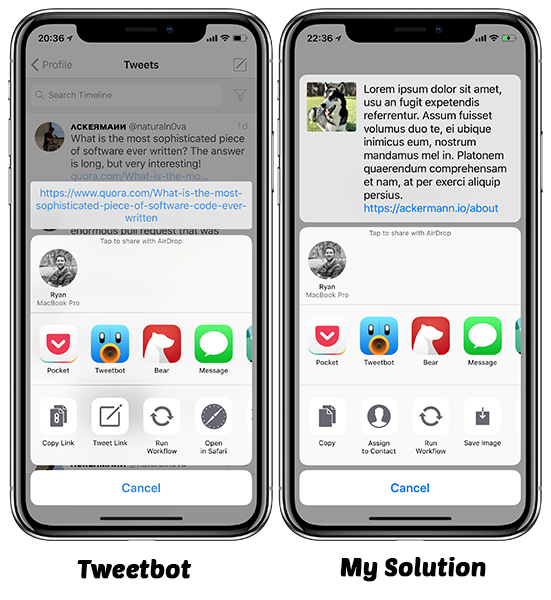 20:36
Profile
Tweets
Search Timeline
ΛCKEЯMAИИ @naturaln0va
1d
What is the most sophisticated piece
of software ever written? The answer
is long, but very interesting!
quora.com/What-is-the-mo...
https://www.quora.com/What-is-the-most-
sophisticated-piece-of-software-code-ever-
written
enormous pull request that was
Tap to share with AirDrop
Ryan
MacBook Pro
Pocket
Tweetbot
Bear
Message
8
Copy Link
Tweet Link
Run
Workflow
Open
in Safari
ΛCKEЯMAИИ @naturaln0va
Cancel
Tweetbot
22:36
Lorem ipsum dolor sit amet,
usu an fugit expetendis
referrentur. Assum fuisset
volumus duo te, ei ubique
inimicus eum, nostrum
mandamus mel in. Platonem
quaerendum comprehensam
et nam, at per exerci aliquip
persius.
https://ackermann.io/about
Tap to share with AirDrop
Ryan
MacBook Pro
Pocket
Tweetbot
Bear
Message
Copy
Assign
to Contact
Run
Workflow
Save Image
Cancel
My Solution